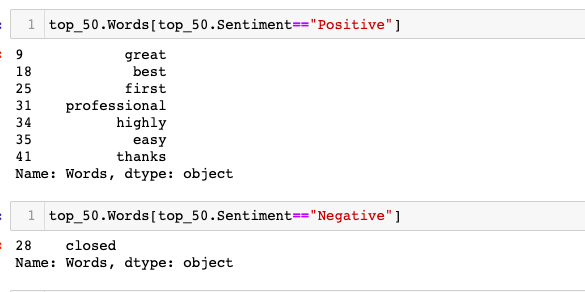 1 top_50.Words[top_50.Sentiment=="Positive"]
9 great
18 best
25 first
31 professional
34 highly
35 easy
41 thanks
Name: Words, dtype: object
1 top_50.Words[top_50.Sentiment=="Negative"]
28 closed
Name: Words, dtype: object